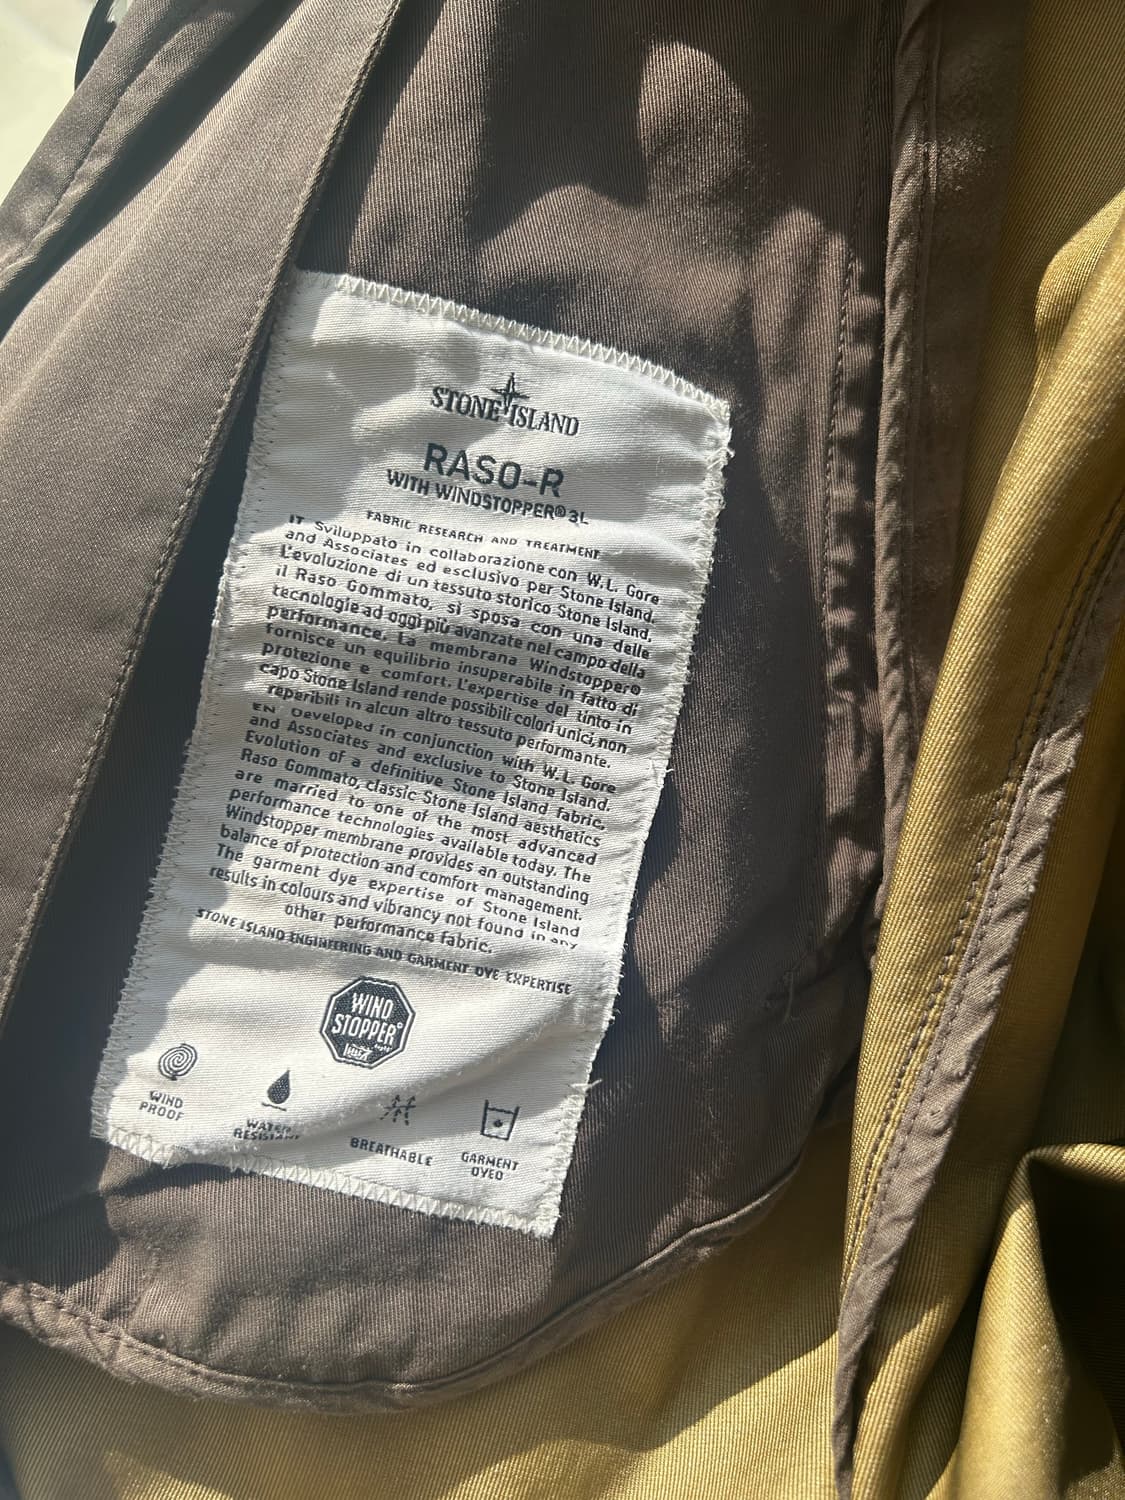 STONE ISLAND
RASO-R
WITH WINDSTOPPER® 3L
FABRIC RESEARCH AND TREATMENT
IT Sviluppato in collaborazione con W.L. Gore
and Associates ed esclusivo per Stone Island.
L'evoluzione di un tessuto storico Stone Island,
il Raso Gommato, si sposa con una delle
tecnologie ad oggi più avanzate nel campo della
performance. La membrana Windstopper®
Fornisce un equilibrio insuperabile in fatto di
protezione e comfort. L'expertise del tinto in
capo Stone Island rende possibili colori unici, non
reperibili in alcun altro tessuto performante.
EN Developed in conjunction with W.L. Gore
and Associates and exclusive to Stone Island.
Evolution of a definitive Stone Island fabric,
Raso Gommato, classic Stone Island aesthetics
are married to one of the most advanced
performance technologies available today. The
Windstopper membrane provides an outstanding
balance of protection and comfort management.
The garment dye expertise of Stone Island
results in colours and vibrancy not found in any
other performance fabric.
STONE ISLAND ENGINEERING AND GARMENT DYE EXPERTISE
WIND
STOPPER®
WIND
PROOF
WATER
RESISTANT
BREATHABLE
GARMENT
DYED